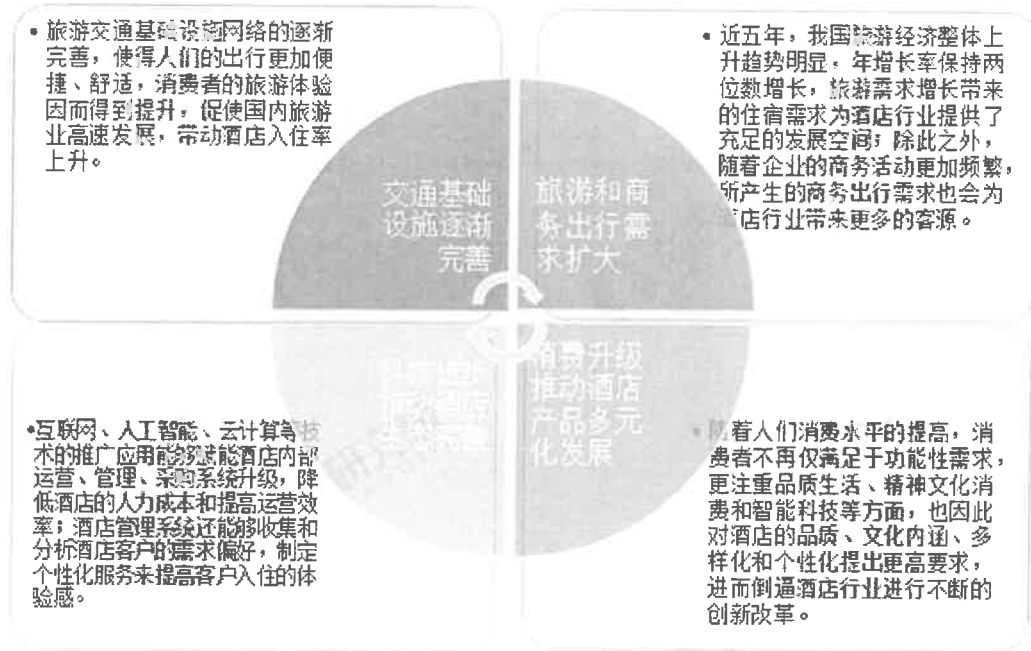 • 旅游交通基础设施网络的逐渐
完善，使得人们的出行更加便
捷、舒适，消费者的旅游体验
因而得到提升，促使国内旅游
业高速发展，带动酒店入住率
上升。
• 近五年，我国旅游经济整体上
升趋势明显，年增长率保持两
位数增长，旅游需求增长带来
的住宿需求为酒店行业提供了
充足的发展空间；除此之外，
随着企业的商务活动更加频繁，
所产生的商务出行需求也会为
酒店行业带来更多的客源。
交通基础
设施逐渐
完善
旅游和商
务出行需
求扩大
消费升级
推动酒店
产品多元
化发展
•互联网、人工智能、云计算等技
术的推广应用能够赋能酒店内部
运营、管理、采购系统升级，降
低酒店的人力成本和提高运营效
率；酒店管理系统还能够收集和
分析酒店客户的需求偏好，制定
个性化服务来提高客户入住的体
验感。
• 随着人们消费水平的提高，消
费者不再仅满足于功能性需求，
更注重品质生活、精神文化消
费和智能科技等方面，也因此
对酒店的品质、文化内涵、多
样化和个性化提出更高要求，
进而倒逼酒店行业进行不断的
创新改革。